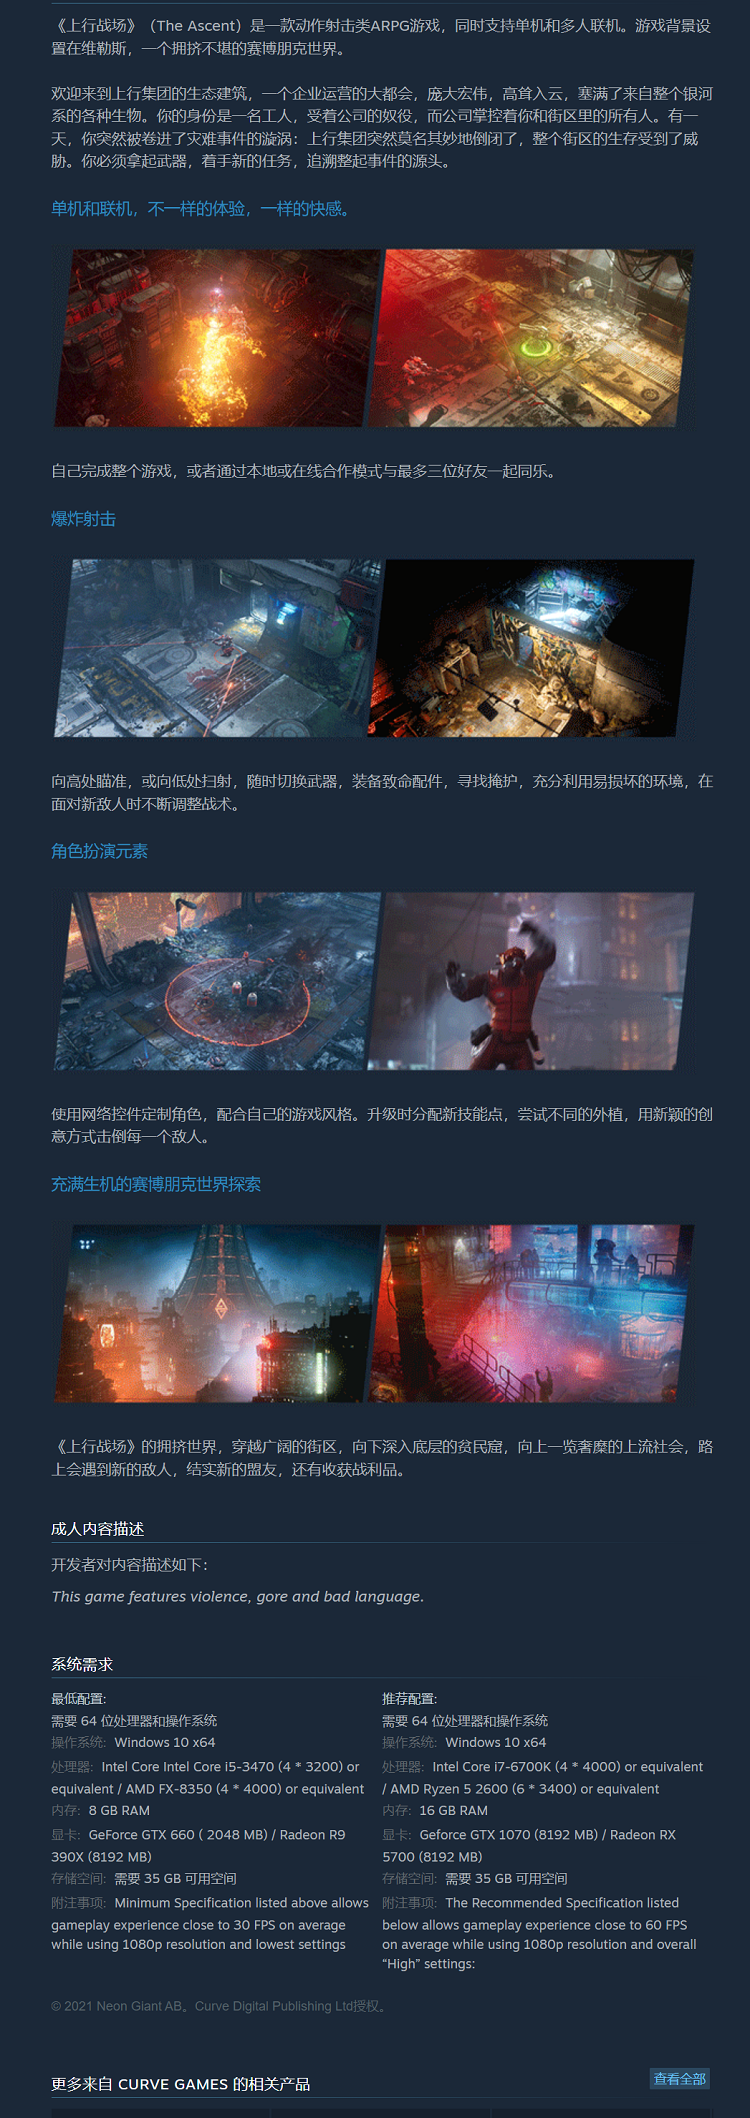 《上行战场》（The Ascent）是一款动作射击类ARPG游戏，同时支持单机和多人联机。游戏背景设
置在维勒斯，一个拥挤不堪的赛博朋克世界。
欢迎来到上行集团的生态建筑，一个企业运营的大都会，庞大宏伟，高耸入云，塞满了来自整个银河
系的各种生物。你的身份是一名工人，受着公司的奴役，而公司掌控着你和街区里的所有人。有一
天，你突然被卷进了灾难事件的漩涡：上行集团突然莫名其妙地倒闭了，整个街区的生存受到了威
胁。你必须拿起武器，着手新的任务，追溯整起事件的源头。
单机和联机，不一样的体验，一样的快感。
自己完成整个游戏，或者通过本地或在线合作模式与最多三位好友一起同乐。
爆炸射击
向高处瞄准，或向低处扫射，随时切换武器，装备致命配件，寻找掩护，充分利用易损坏的环境，在
面对新敌人时不断调整战术。
角色扮演元素
使用网络控件定制角色，配合自己的游戏风格。升级时分配新技能点，尝试不同的外植，用新颖的创
意方式击倒每一个敌人。
充满生机的赛博朋克世界探索
《上行战场》的拥挤世界，穿越广阔的街区，向下深入底层的贫民窟，向上一览奢糜的上流社会，路
上会遇到新的敌人，结实新的盟友，还有收获战利品。
成人内容描述
开发者对内容描述如下：
This game features violence, gore and bad language.
系统需求
最低配置:
需要 64 位处理器和操作系统
操作系统: Windows 10 x64
处理器: Intel Core Intel Core i5-3470 (4 * 3200) or
equivalent / AMD FX-8350 (4 * 4000) or equivalent
内存: 8 GB RAM
显卡: GeForce GTX 660 ( 2048 MB) / Radeon R9
390X (8192 MB)
存储空间: 需要 35 GB 可用空间
附注事项: Minimum Specification listed above allows
gameplay experience close to 30 FPS on average
while using 1080p resolution and lowest settings
推荐配置:
需要 64 位处理器和操作系统
操作系统: Windows 10 x64
处理器: Intel Core i7-6700K (4 * 4000) or equivalent
/ AMD Ryzen 5 2600 (6 * 3400) or equivalent
内存: 16 GB RAM
显卡: Geforce GTX 1070 (8192 MB) / Radeon RX
5700 (8192 MB)
存储空间: 需要 35 GB 可用空间
附注事项: The Recommended Specification listed
below allows gameplay experience close to 60 FPS
on average while using 1080p resolution and overall
“High” settings:
© 2021 Neon Giant AB。Curve Digital Publishing Ltd授权。
更多来自 CURVE GAMES 的相关产品
查看全部